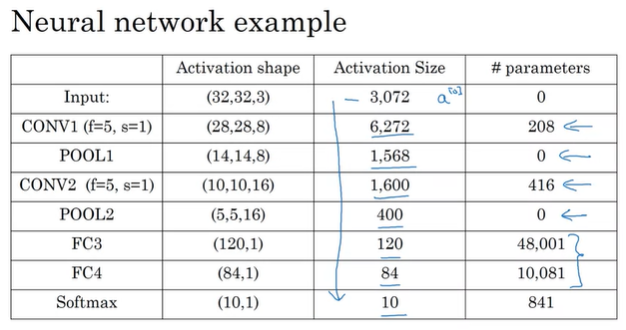 Neural network example
Activation shape Activation Size # parameters
Input: (32,32,3) 3,072 a[0] 0
CONV1 (f=5, s=1) (28,28,8) 6,272 208
POOL1 (14,14,8) 1,568 0
CONV2 (f=5, s=1) (10,10,16) 1,600 416
POOL2 (5,5,16) 400 0
FC3 (120,1) 120 48,001
FC4 (84,1) 84 10,081
Softmax (10,1) 10 841